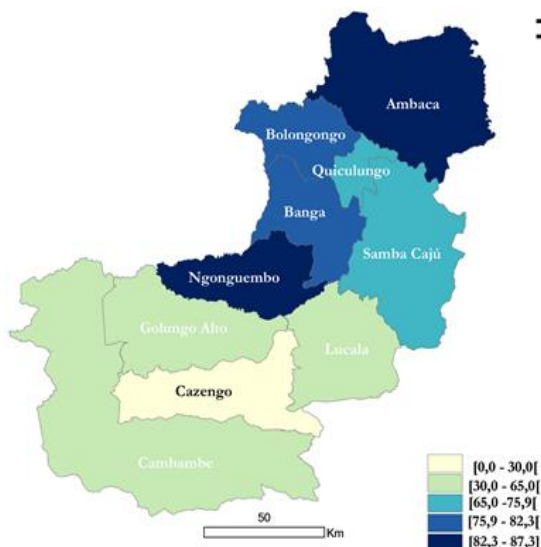 Ambaca
Bolongongo
Quiculungo
Banga
Samba Cajú
Ngonguembo
Golungo Alto
Lucala
Cazengo
Cambambe
[0,0 - 30,0[
[30,0 - 65,0[
[65,0 -75,9[
[75,9 - 82,3[
[82,3 - 87,3]
50
Km